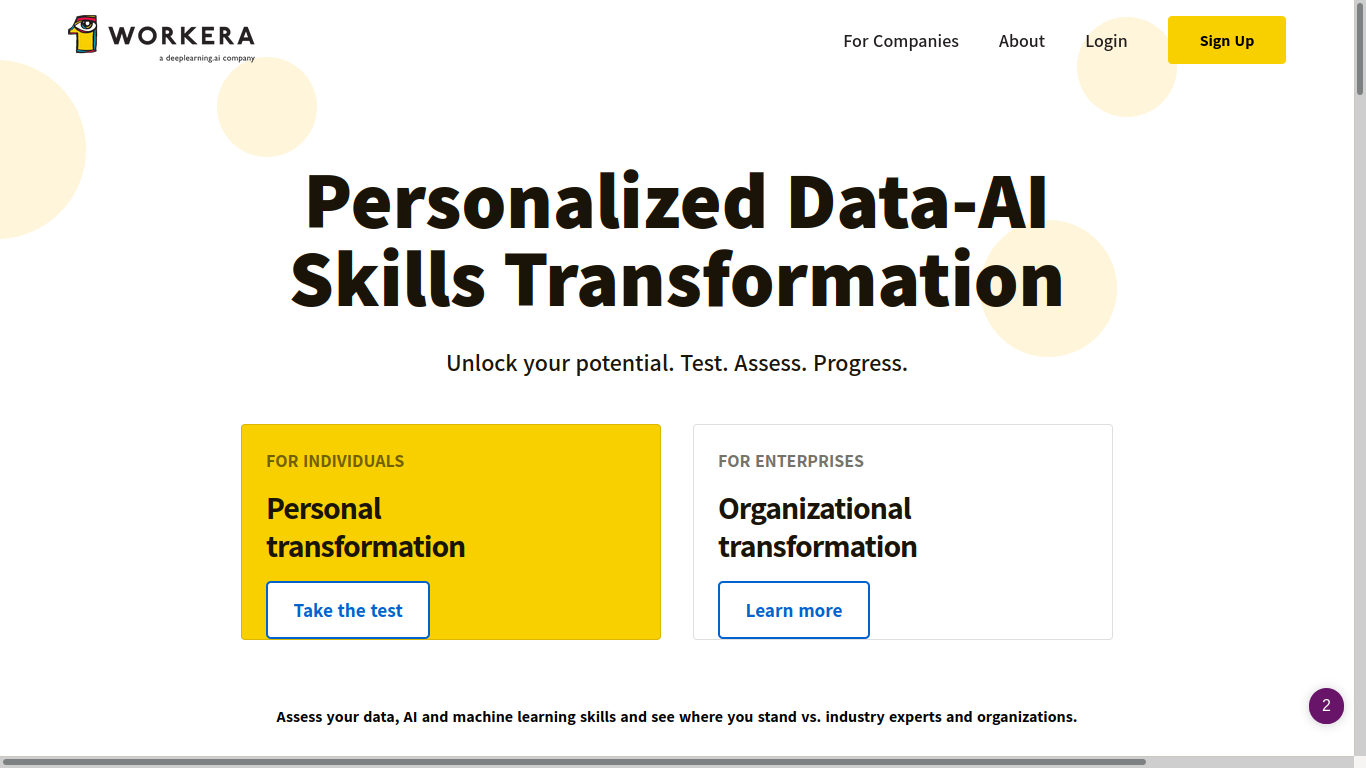 WORKERA
a deeplearning.ai company
For Companies
About
Login
Sign Up
Personalized Data-AI
Skills Transformation
Unlock your potential. Test. Assess. Progress.
FOR INDIVIDUALS
Personal
transformation
Take the test
FOR ENTERPRISES
Organizational
transformation
Learn more
Assess your data, AI and machine learning skills and see where you stand vs. industry experts and organizations.
2